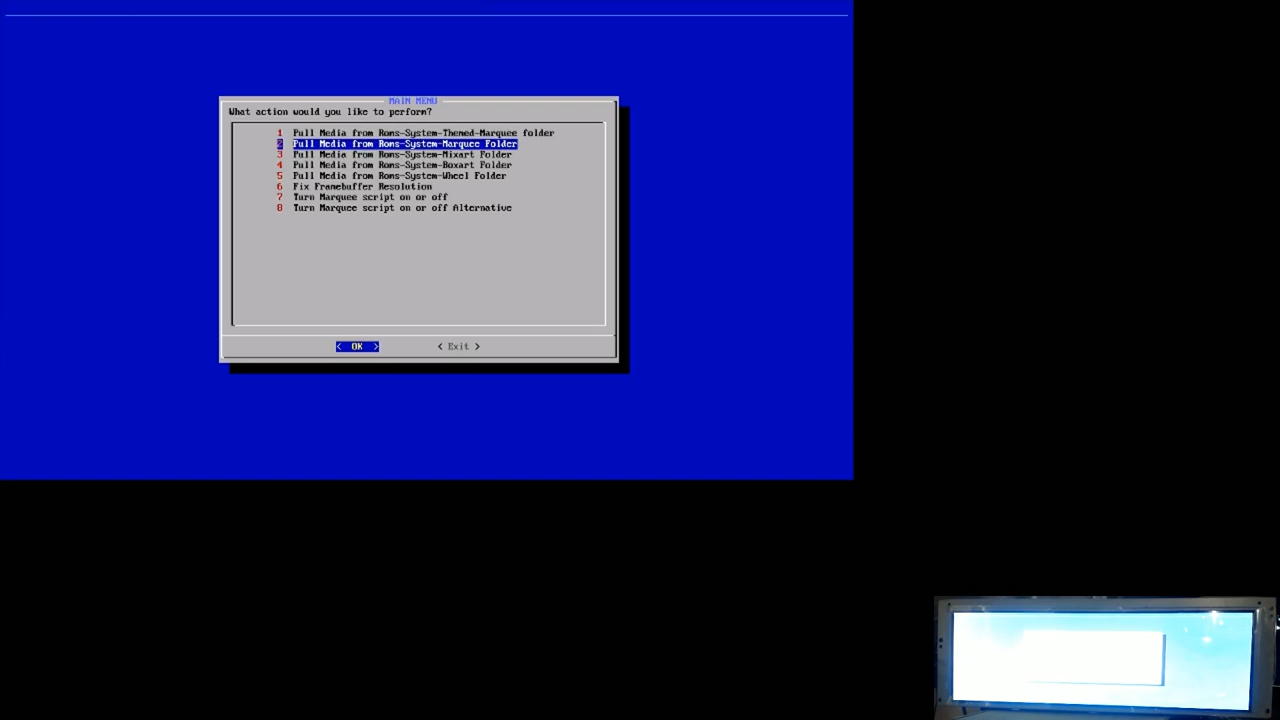 MAIN MENU
What action would you like to perform?
1 Pull Media from Roms-System-Themed-Marquee folder
2 Pull Media from Roms-System-Marquee Folder
3 Pull Media from Roms-System-Mixart Folder
4 Pull Media from Roms-System-Boxart Folder
5 Pull Media from Roms-System-Wheel Folder
6 Fix Framebuffer Resolution
7 Turn Marquee script on or off
8 Turn Marquee script on or off Alternative
< OK > < Exit >